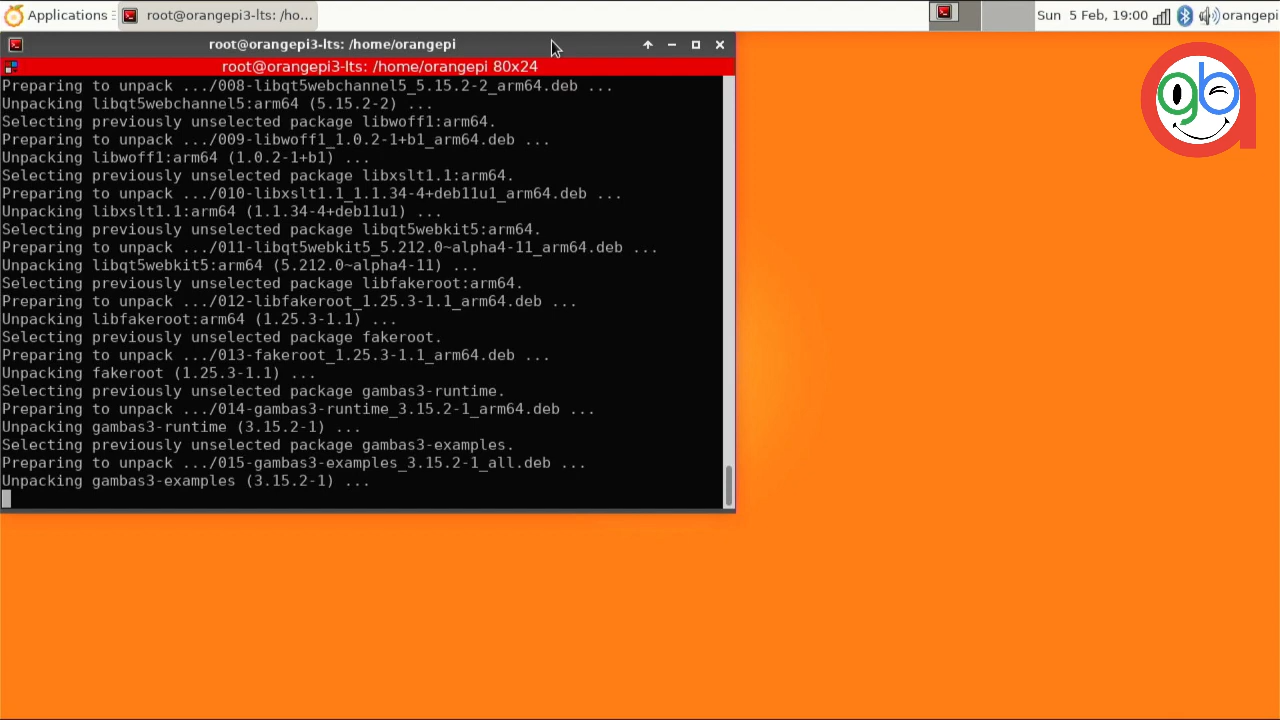 Applications
root@orangepi3-lts: /ho...
Sun 5 Feb, 19:00
orangepi
root@orangepi3-lts: /home/orangepi
root@orangepi3-lts: /home/orangepi 80x24
Preparing to unpack .../008-libqt5webchannel5_5.15.2-2_arm64.deb ...
Unpacking libqt5webchannel5:arm64 (5.15.2-2) ...
Selecting previously unselected package libwoff1:arm64.
Preparing to unpack .../009-libwoff1_1.0.2-1+b1_arm64.deb ...
Unpacking libwoff1:arm64 (1.0.2-1+b1) ...
Selecting previously unselected package libxslt1.1:arm64.
Preparing to unpack .../010-libxslt1.1_1.1.34-4+deb11u1_arm64.deb ...
Unpacking libxslt1.1:arm64 (1.1.34-4+deb11u1) ...
Selecting previously unselected package libqt5webkit5:arm64.
Preparing to unpack .../011-libqt5webkit5_5.212.0~alpha4-11_arm64.deb ...
Unpacking libqt5webkit5:arm64 (5.212.0~alpha4-11) ...
Selecting previously unselected package libfakeroot:arm64.
Preparing to unpack .../012-libfakeroot_1.25.3-1.1_arm64.deb ...
Unpacking libfakeroot:arm64 (1.25.3-1.1) ...
Selecting previously unselected package fakeroot.
Preparing to unpack .../013-fakeroot_1.25.3-1.1_arm64.deb ...
Unpacking fakeroot (1.25.3-1.1) ...
Selecting previously unselected package gambas3-runtime.
Preparing to unpack .../014-gambas3-runtime_3.15.2-1_arm64.deb ...
Unpacking gambas3-runtime (3.15.2-1) ...
Selecting previously unselected package gambas3-examples.
Preparing to unpack .../015-gambas3-examples_3.15.2-1_all.deb ...
Unpacking gambas3-examples (3.15.2-1) ...
gb